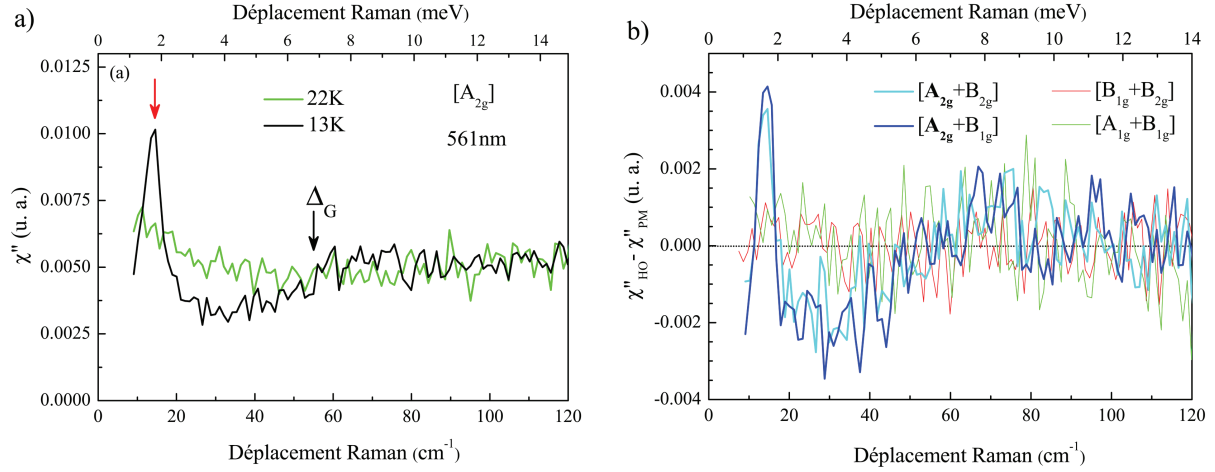 a)
Déplacement Raman (meV)
0 2 4 6 8 10 12 14
(a)
22K
13K
[A2g]
561nm
ΔG
χ'' (u. a.)
0.0125
0.0100
0.0075
0.0050
0.0025
0.0000
0 20 40 60 80 100 120
Déplacement Raman (cm-1)
b)
Déplacement Raman (meV)
0 2 4 6 8 10 12 14
[A2g+B2g] [B1g+B2g]
[A2g+B1g] [A1g+B1g]
χ''HO- χ''PM (u. a.)
0.004
0.002
0.000
-0.002
-0.004
0 20 40 60 80 100 120
Déplacement Raman (cm-1)